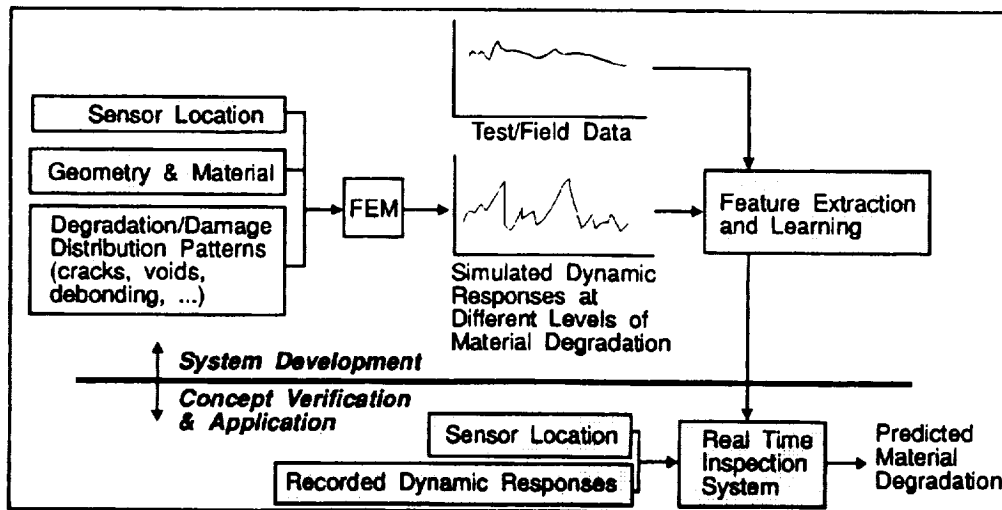 Sensor Location
Geometry & Material
Degradation/Damage
Distribution Patterns
(cracks, voids,
debonding, ...)
FEM
Test/Field Data
Simulated Dynamic
Responses at
Different Levels of
Material Degradation
Feature Extraction
and Learning
System Development
Concept Verification
& Application
Sensor Location
Recorded Dynamic Responses
Real Time
Inspection
System
Predicted
Material
Degradation